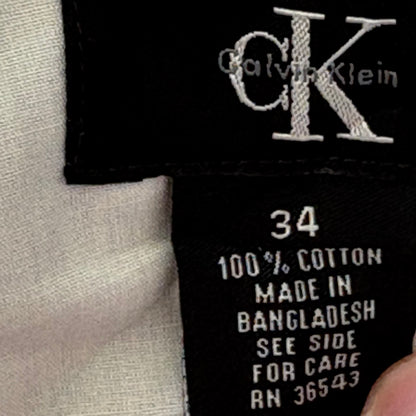 CK
Calvin Klein
34
100% COTTON
MADE IN
BANGLADESH
SEE SIDE
FOR CARE
RN 36543